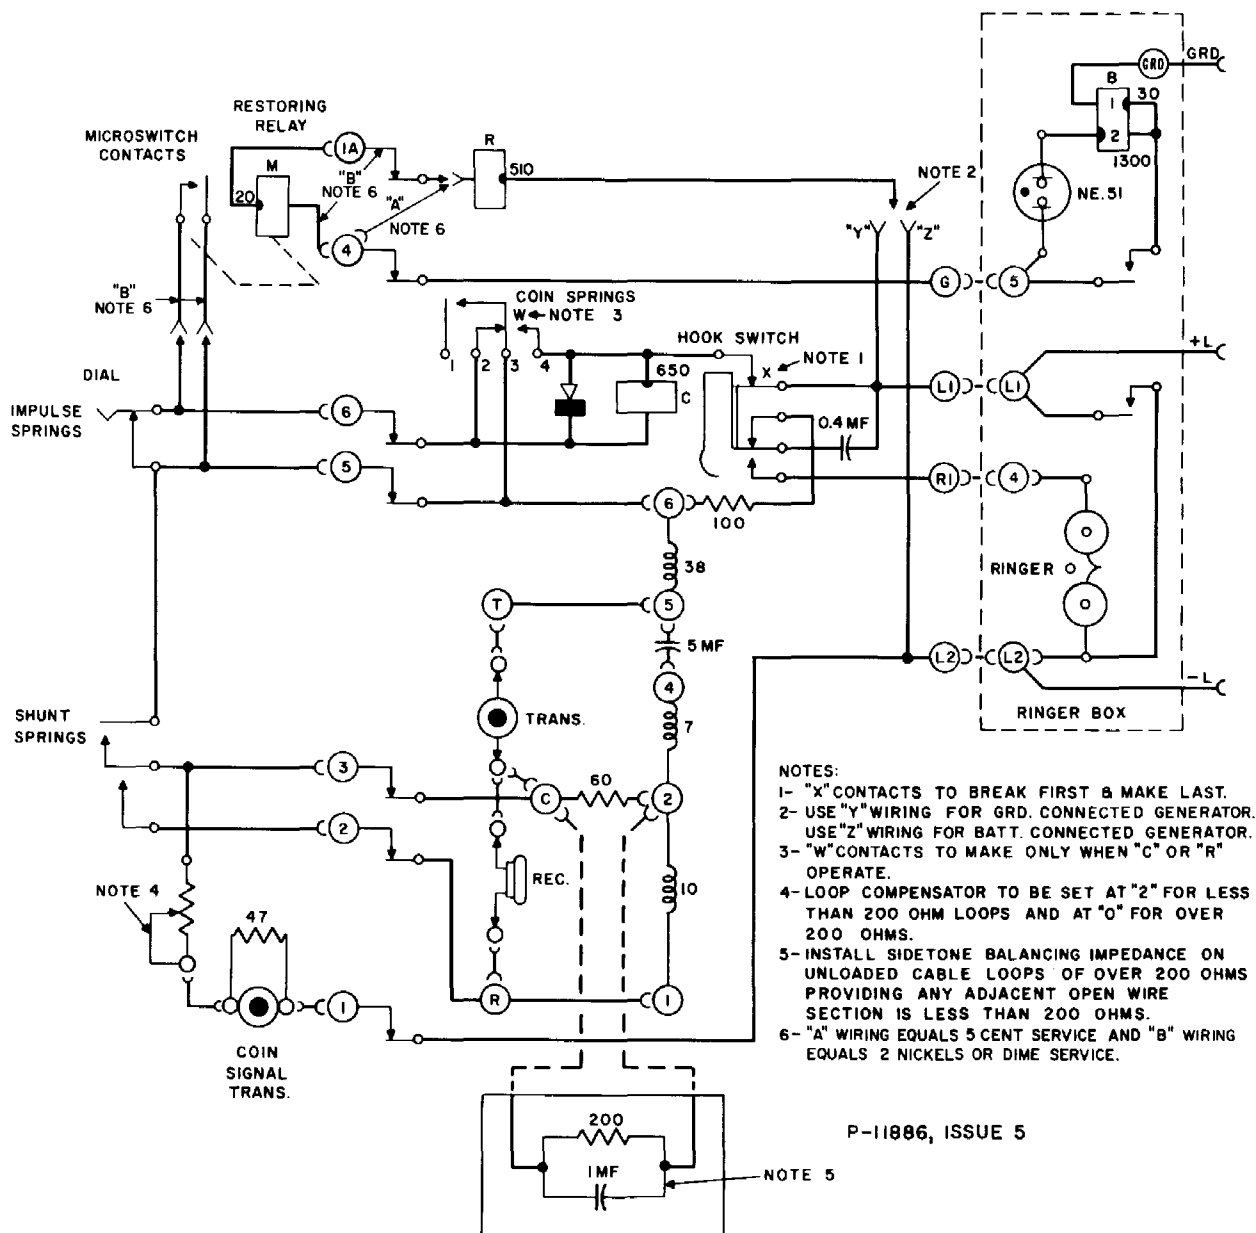 GRD
GRD
B
30
1
2
1300
RESTORING
RELAY
MICROSWITCH
CONTACTS
M
20
1A
"B"
NOTE 6
"A"
NOTE 6
4
R
510
NOTE 2
"Y"
"Z"
NE.51
"B"
NOTE 6
G
5
COIN SPRINGS
W NOTE 3
1
2
3
4
HOOK SWITCH
NOTE 1
X
650
C
+L
DIAL
IMPULSE
SPRINGS
6
5
L1
L1
0.4 MF
R1
4
6
100
38
RINGER
T
5
5 MF
4
L2
L2
-L
RINGER BOX
SHUNT
SPRINGS
TRANS.
7
3
C
60
2
2
REC.
10
NOTE 4
47
1
R
1
COIN
SIGNAL
TRANS.
NOTES:
1- "X" CONTACTS TO BREAK FIRST & MAKE LAST.
2- USE "Y" WIRING FOR GRD. CONNECTED GENERATOR.
USE "Z" WIRING FOR BATT. CONNECTED GENERATOR.
3- "W" CONTACTS TO MAKE ONLY WHEN "C" OR "R"
OPERATE.
4- LOOP COMPENSATOR TO BE SET AT "2" FOR LESS
THAN 200 OHM LOOPS AND AT "0" FOR OVER
200 OHMS.
5- INSTALL SIDETONE BALANCING IMPEDANCE ON
UNLOADED CABLE LOOPS OF OVER 200 OHMS
PROVIDING ANY ADJACENT OPEN WIRE
SECTION IS LESS THAN 200 OHMS.
6- "A" WIRING EQUALS 5 CENT SERVICE AND "B" WIRING
EQUALS 2 NICKELS OR DIME SERVICE.
200
1MF
NOTE 5
P-11886, ISSUE 5